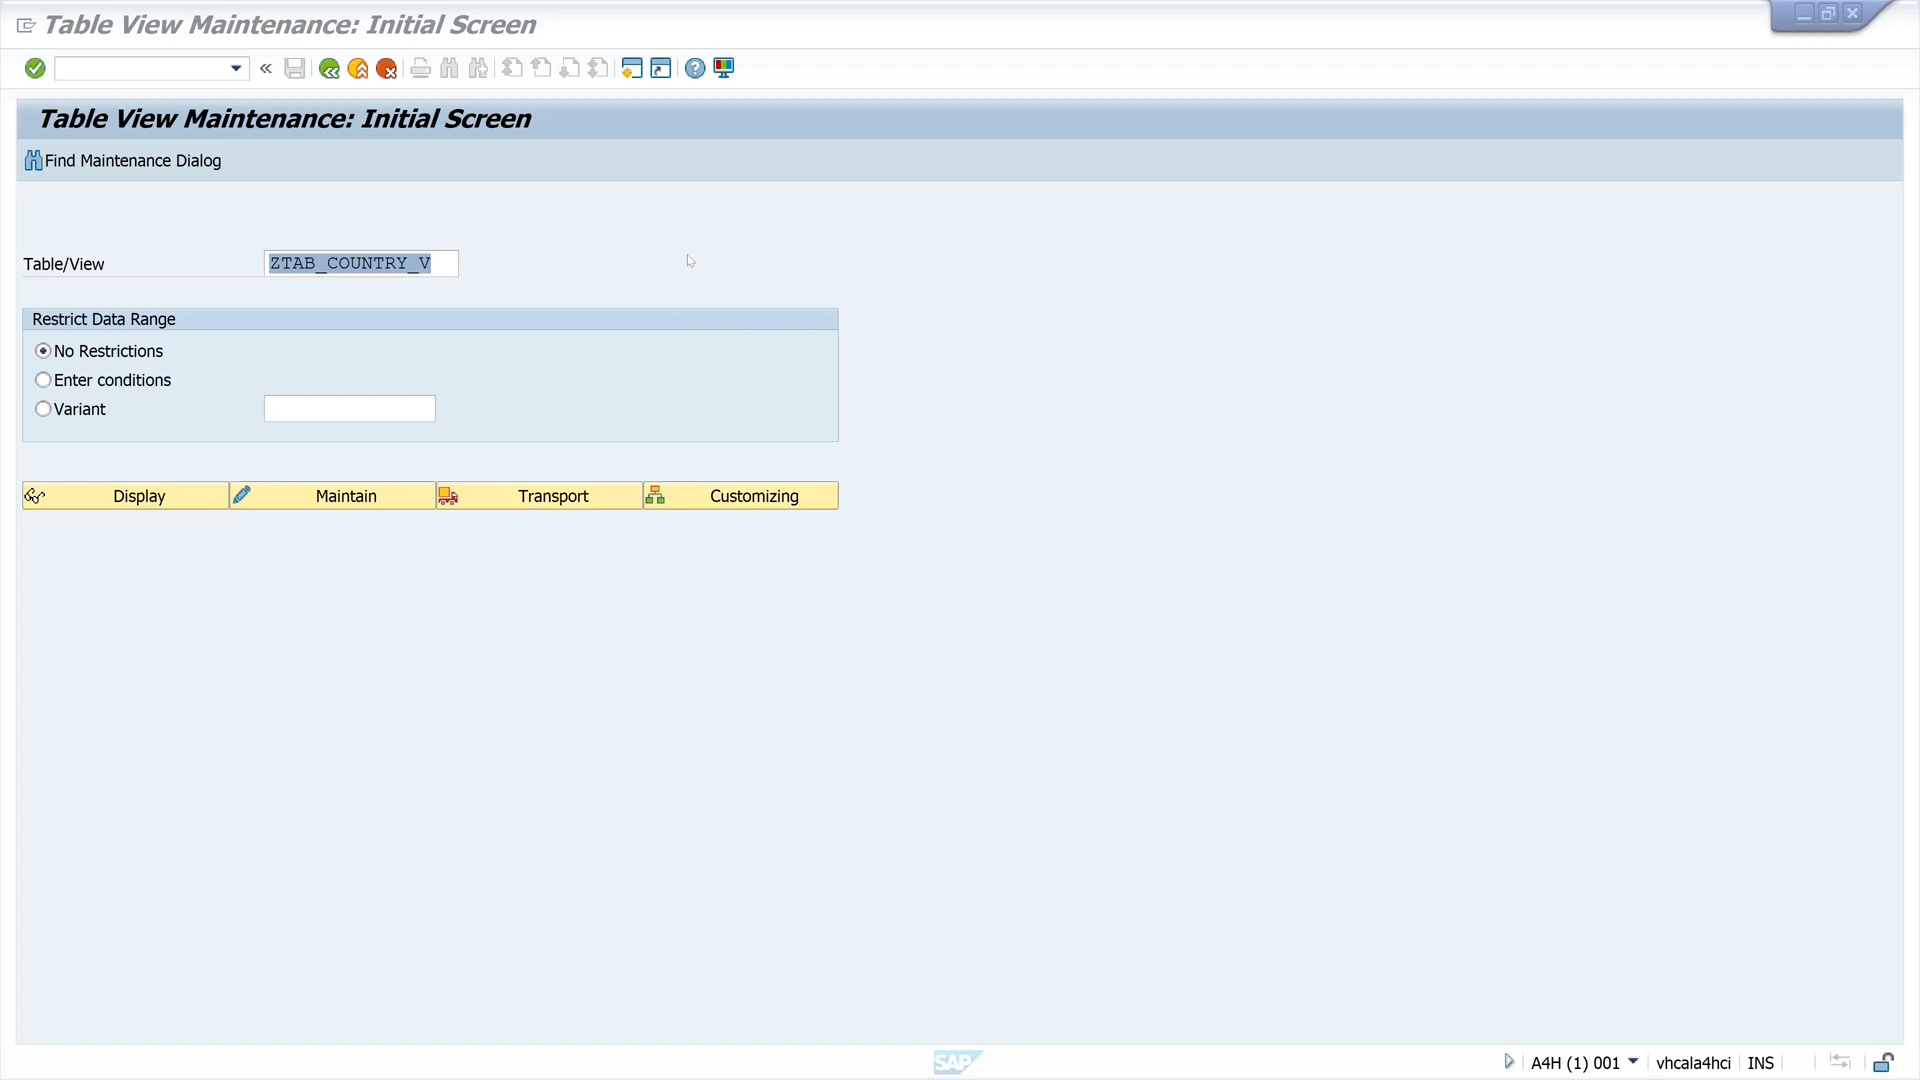 Table View Maintenance: Initial Screen
Table View Maintenance: Initial Screen
Find Maintenance Dialog
Table/View ZTAB_COUNTRY_V
Restrict Data Range
No Restrictions
Enter conditions
Variant
Display Maintain Transport Customizing
SAP A4H (1) 001 vhcala4hci INS